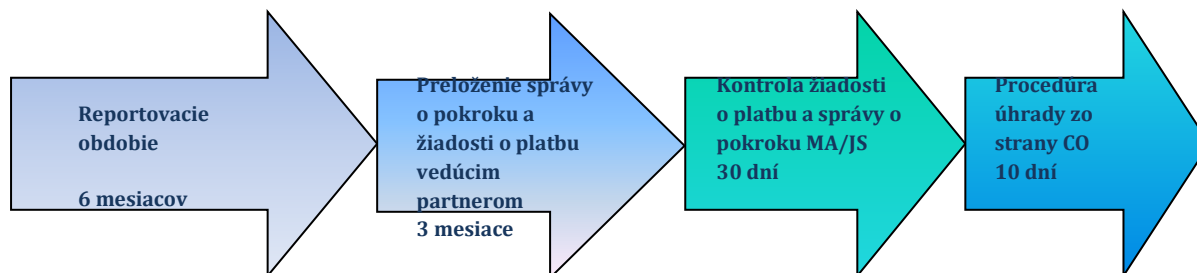 Reportovacie
obdobie
6 mesiacov
Preloženie správy
o pokroku a
žiadosti o platbu
vedúcim
partnerom
3 mesiace
Kontrola žiadosti
o platbu a správy o
pokroku MA/JS
30 dní
Procedúra
úhrady zo
strany CO
10 dní